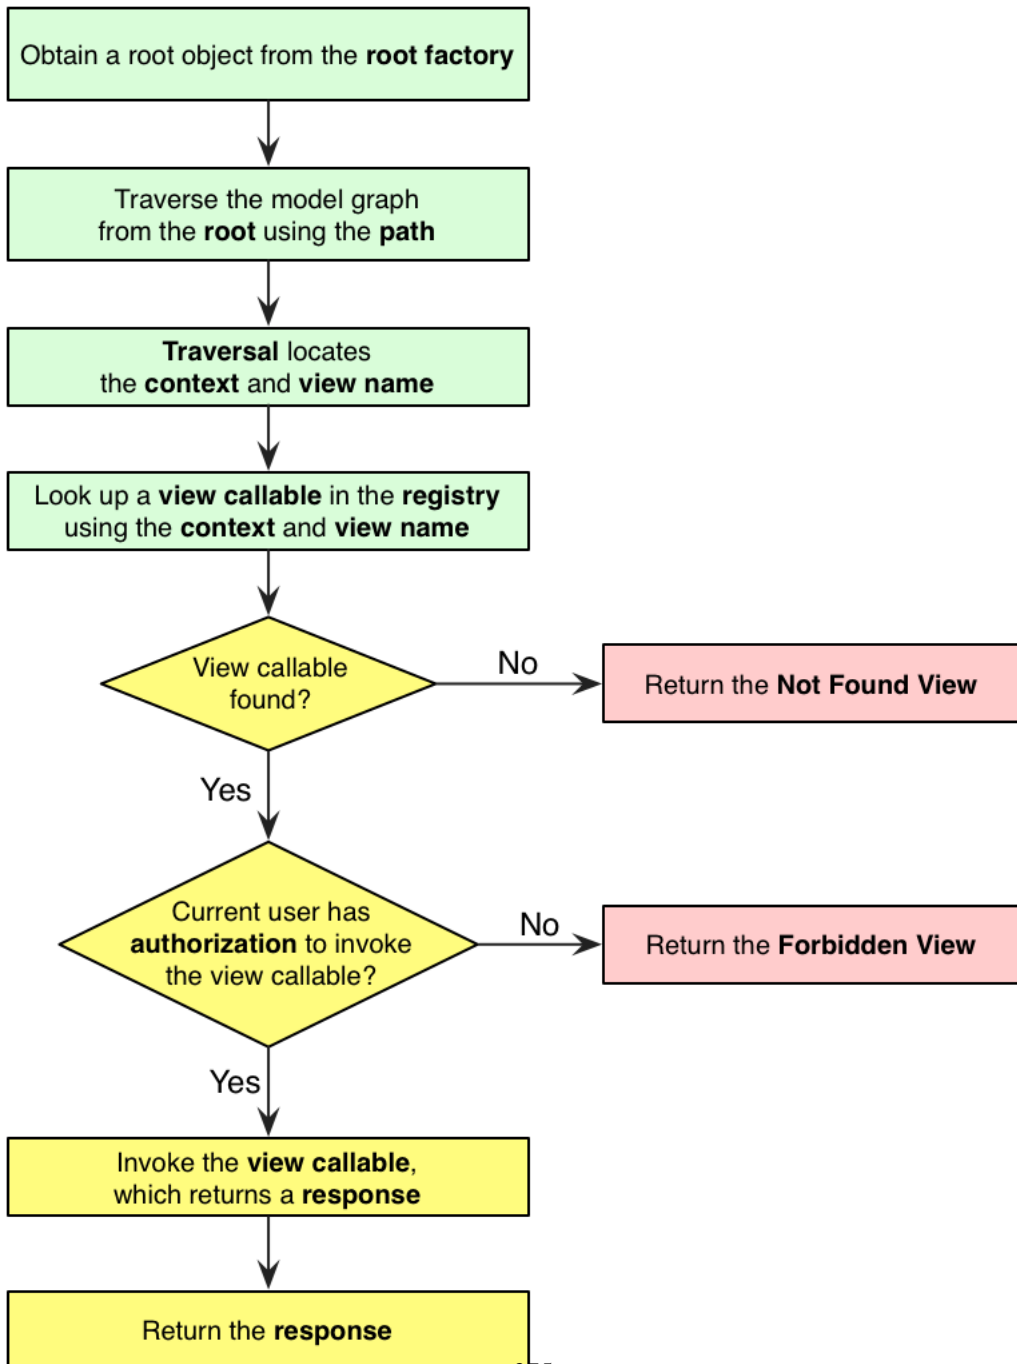 Obtain a root object from the root factory
Traverse the model graph
from the root using the path
Traversal locates
the context and view name
Look up a view callable in the registry
using the context and view name
View callable
found?
No
Return the Not Found View
Yes
Current user has
authorization to invoke
the view callable?
No
Return the Forbidden View
Yes
Invoke the view callable,
which returns a response
Return the response